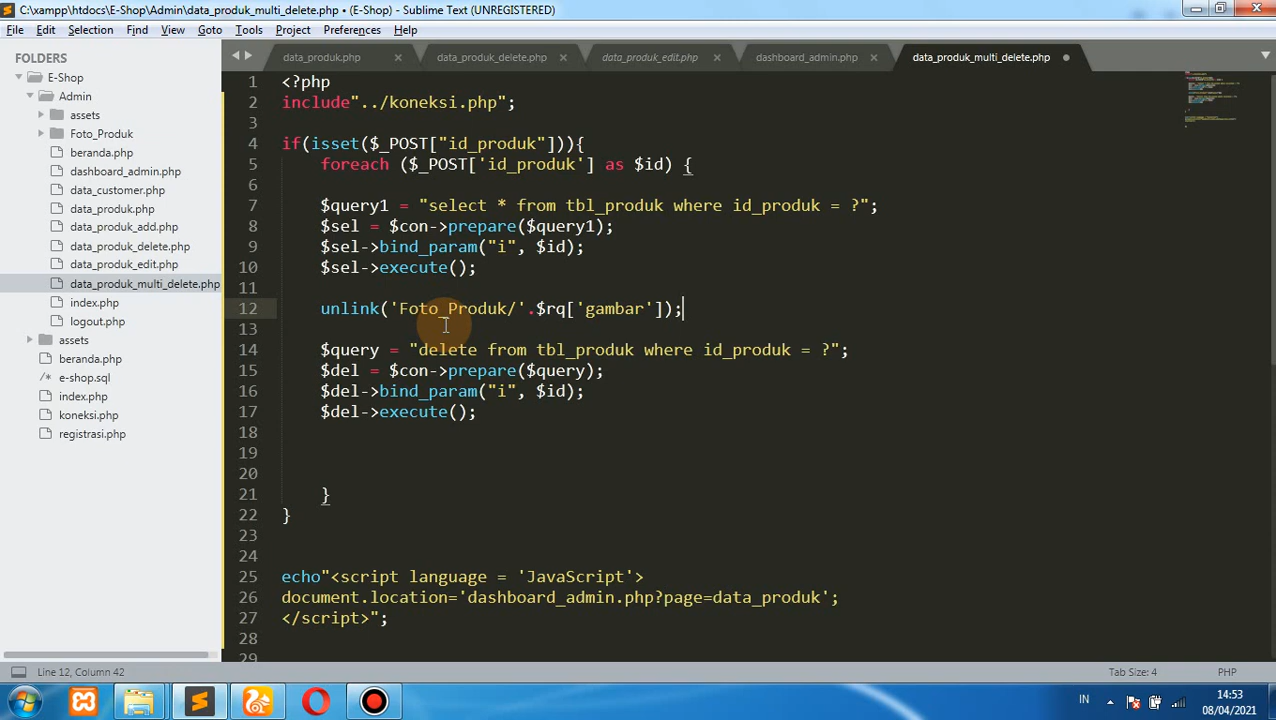 C:\xampp\htdocs\E-Shop\Admin\data_produk_multi_delete.php • (E-Shop) - Sublime Text (UNREGISTERED)
File Edit Selection Find View Goto Tools Project Preferences Help
FOLDERS
E-Shop
Admin
assets
Foto_Produk
beranda.php
dashboard_admin.php
data_customer.php
data_produk.php
data_produk_add.php
data_produk_delete.php
data_produk_edit.php
data_produk_multi_delete.php
index.php
logout.php
assets
beranda.php
/* e-shop.sql
index.php
koneksi.php
registrasi.php
data_produk.php data_produk_delete.php data_produk_edit.php dashboard_admin.php data_produk_multi_delete.php
1 <?php
2 include"../koneksi.php";
3
4 if(isset($_POST["id_produk"])){
5 foreach ($_POST['id_produk'] as $id) {
6
7 $query1 = "select * from tbl_produk where id_produk = ?";
8 $sel = $con->prepare($query1);
9 $sel->bind_param("i", $id);
10 $sel->execute();
11
12 unlink('Foto_Produk/'.$rq['gambar']);
13
14 $query = "delete from tbl_produk where id_produk = ?";
15 $del = $con->prepare($query);
16 $del->bind_param("i", $id);
17 $del->execute();
18
19
20
21 }
22 }
23
24
25 echo"<script language = 'JavaScript'>
26 document.location='dashboard_admin.php?page=data_produk';
27 </script>";
28
29
Line 12, Column 42 Tab Size: 4 PHP
IN 14:53
08/04/2021